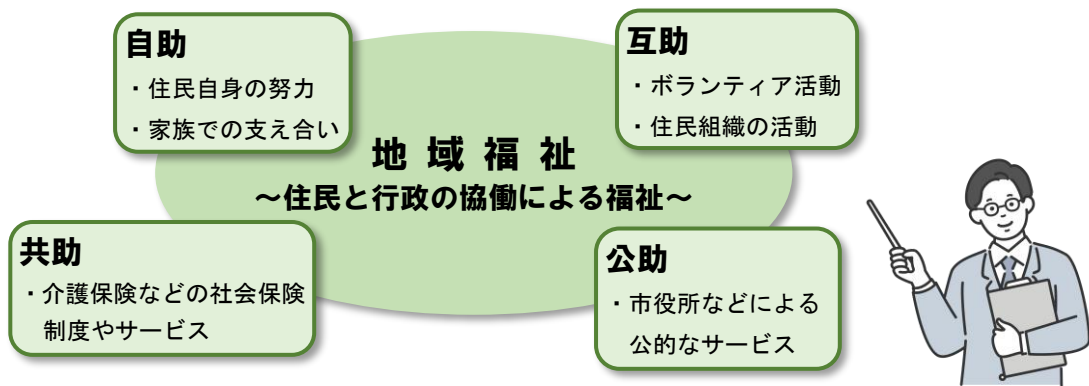 自助
・住民自身の努力
・家族での支え合い
互助
・ボランティア活動
・住民組織の活動
地域福祉
～住民と行政の協働による福祉～
共助
・介護保険などの社会保険
制度やサービス
公助
・市役所などによる
公的なサービス